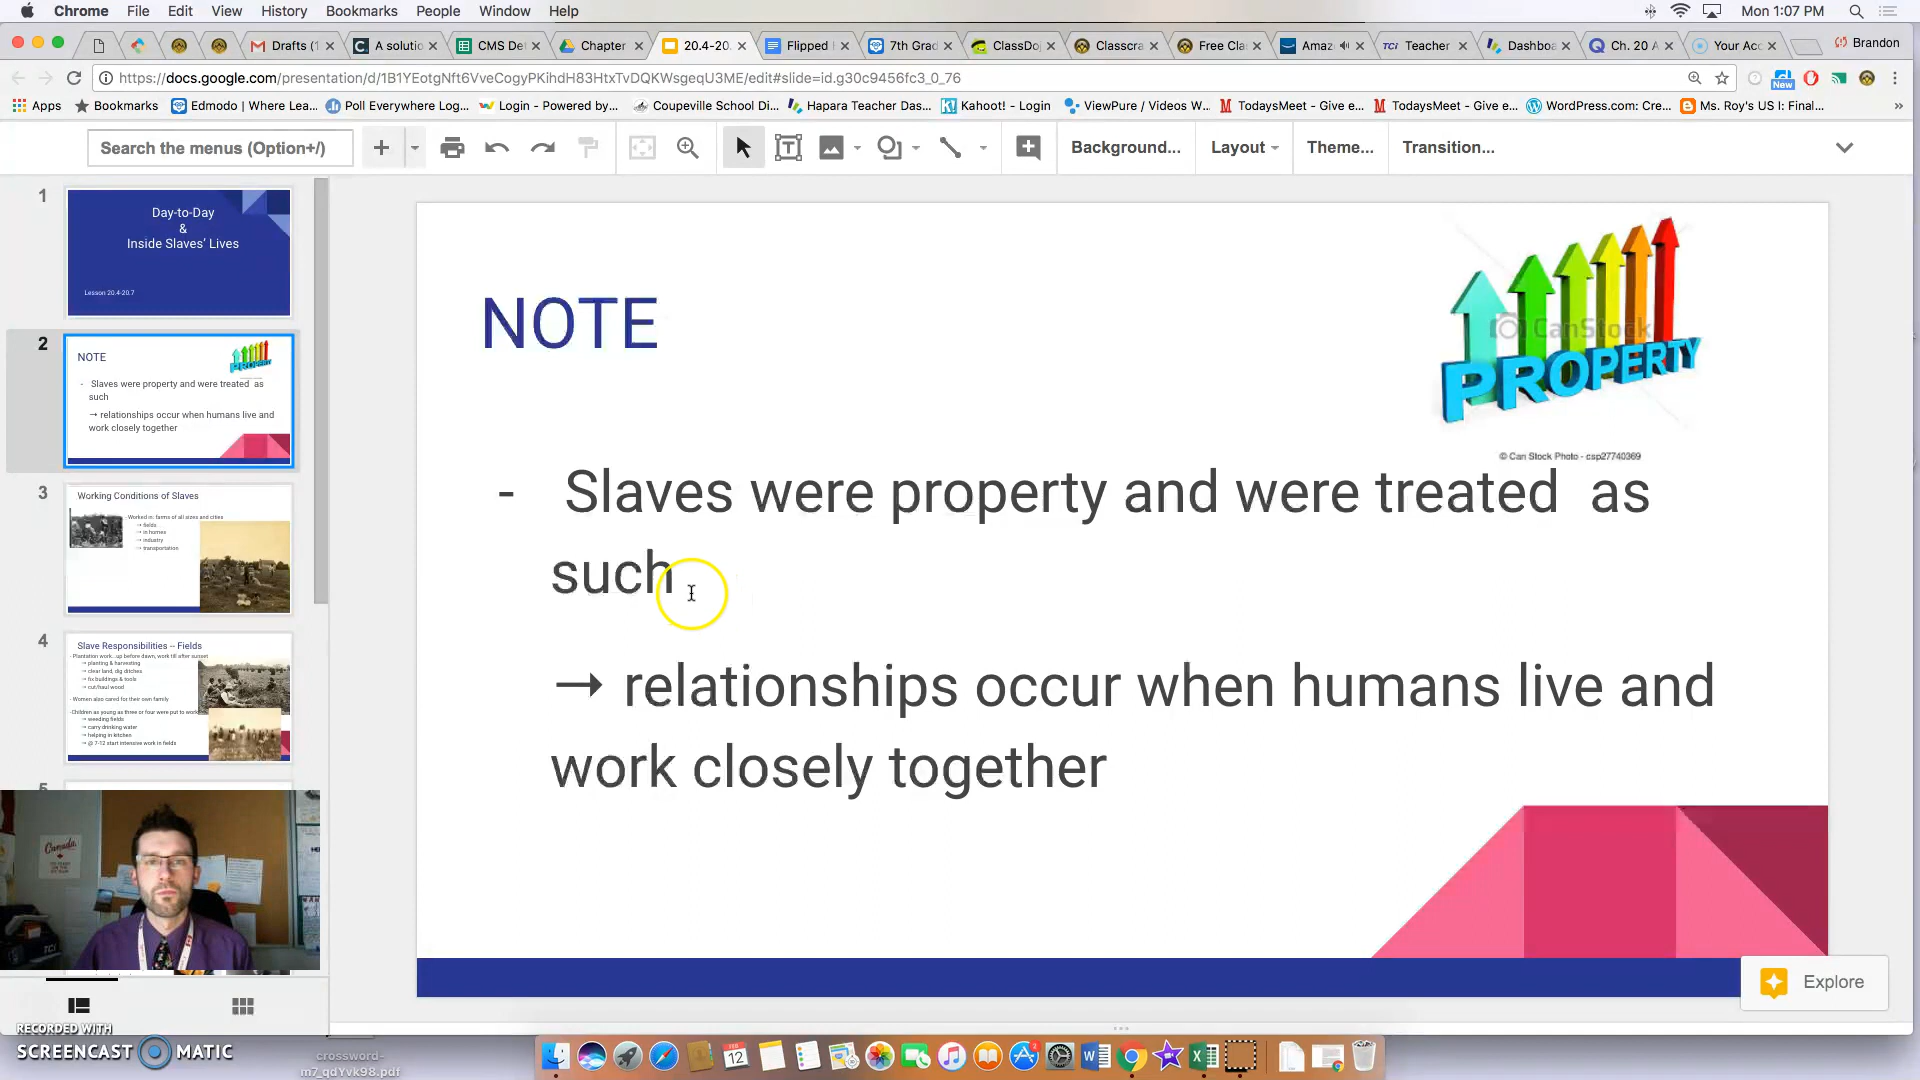 Chrome File Edit View History Bookmarks People Window Help Mon 1:07 PM
Drafts (1 A solutio CMS Det Chapter 20.4-20. Flipped 7th Grad ClassDoj Classcra Free Cla Amaz TCi Teacher Dashboa Ch. 20 A Your Acc Brandon
https://docs.google.com/presentation/d/1B1YEotgNft6VveCogyPKihdH83HtxTvDQKWsgeqU3ME/edit#slide=id.g30c9456fc3_0_76 New
Apps Bookmarks Edmodo | Where Lea... Poll Everywhere Log... Login - Powered by... Coupeville School Di... Hapara Teacher Das... Kahoot! - Login ViewPure / Videos W... TodaysMeet - Give e... TodaysMeet - Give e... WordPress.com: Cre... Ms. Roy's US I: Final... »
Search the menus (Option+/) Background... Layout Theme... Transition...
1
Day-to-Day
&
Inside Slaves' Lives
Lesson 20.4-20.7
2
NOTE
PROPERTY
- Slaves were property and were treated as
such
→ relationships occur when humans live and
work closely together
3
Working Conditions of Slaves
-Worked in: farms of all sizes and cities
→ fields
→ in homes
→ industry
→ transportation
4
Slave Responsibilities -- Fields
- Plantation work...up before dawn, work till after sunset
→ planting & harvesting
→ clear land, dig ditches
→ fix buildings & tools
→ cut/haul wood
- Women also cared for their own family
-Children as young as three or four were put to work
→ weeding fields
→ carry drinking water
→ helping in kitchen
→ @ 7-12 start intensive work in fields
5
Canada
NOTE
CanStock
PROPERTY
© Can Stock Photo - csp27740369
- Slaves were property and were treated as
such
→ relationships occur when humans live and
work closely together
Explore
RECORDED WITH
SCREENCAST MATIC
crossword-
m7_qdYvk98.pdf
FEB
12